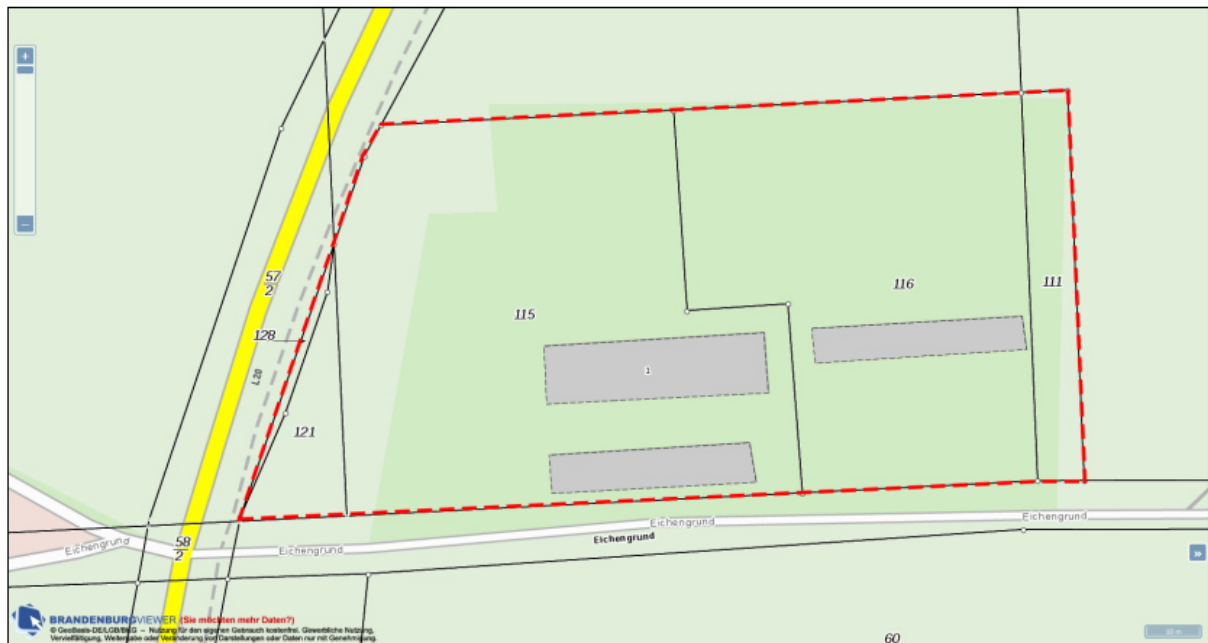 +
−
57
2
128
L20
121
115
116
111
1
Eichengrund
58
2
Eichengrund
Eichengrund
Eichengrund
Eichengrund
»
BRANDENBURGVIEWER (Sie möchten mehr Daten?)
© GeoBasis-DE/LGB/BKG – Nutzung für den eigenen Gebrauch kostenfrei. Gewerbliche Nutzung,
Vervielfältigung, Weitergabe oder Veränderung von Darstellungen oder Daten nur mit Genehmigung.
60